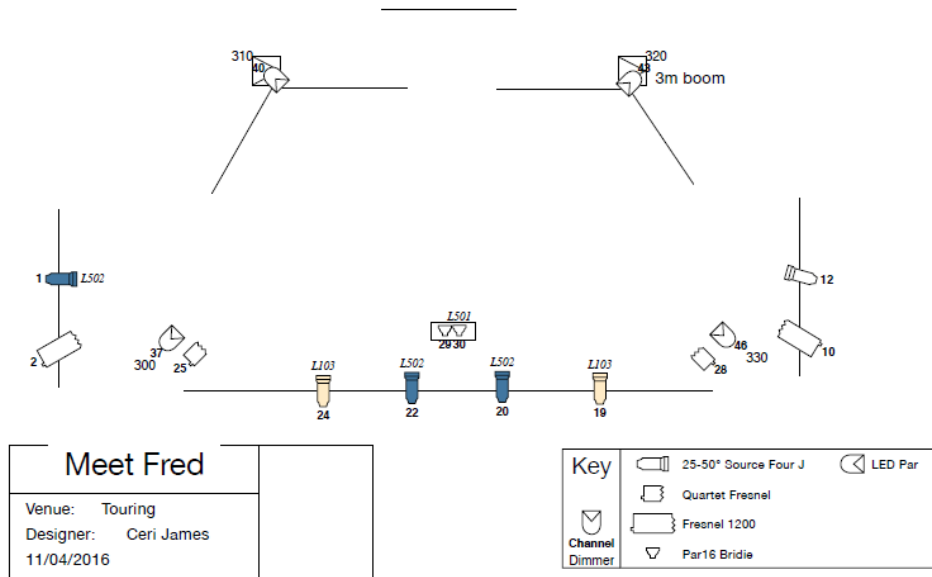 310
40
320
43
3m boom
1
L502
12
L501
29 30
2
37
300
25
46
330
28
10
L103
L502
L502
L103
24
22
20
19
Meet Fred
Venue: Touring
Designer: Ceri James
11/04/2016
Key
25-50° Source Four J
LED Par
Quartet Fresnel
Fresnel 1200
Channel
Dimmer
Par16 Bridie